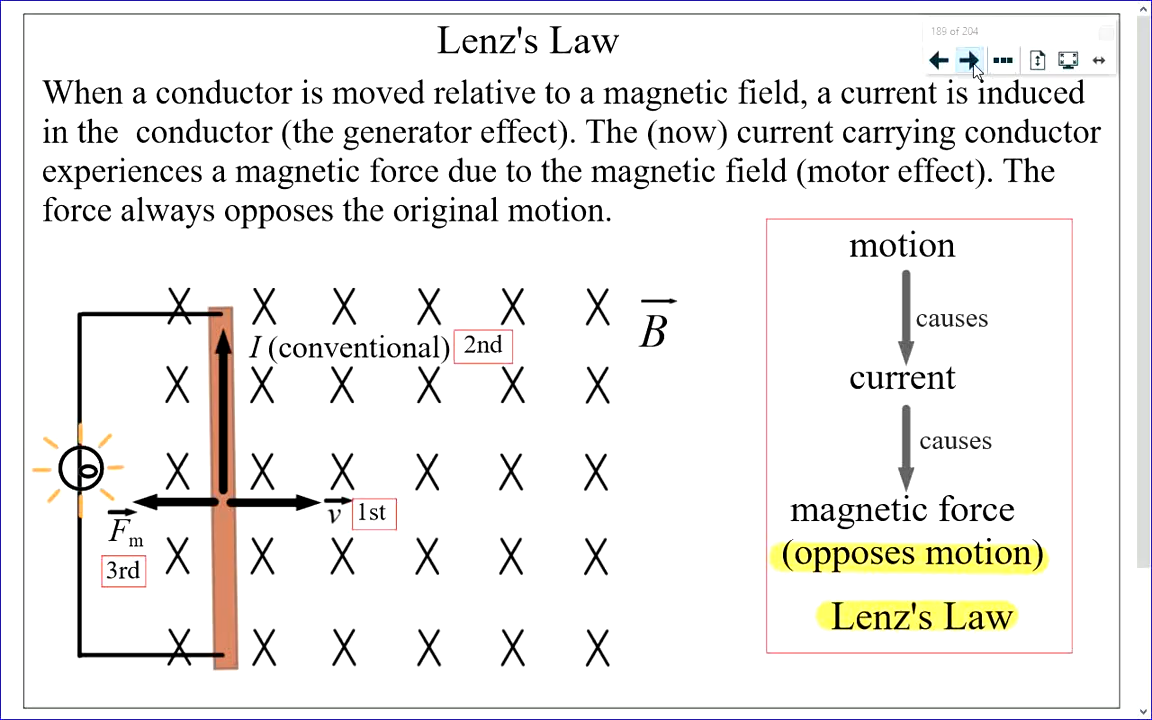 Lenz's Law
189 of 204
When a conductor is moved relative to a magnetic field, a current is induced
in the conductor (the generator effect). The (now) current carrying conductor
experiences a magnetic force due to the magnetic field (motor effect). The
force always opposes the original motion.
motion
causes
current
causes
magnetic force
(opposes motion)
Lenz's Law
X X X X X X B
I (conventional) 2nd
X X X X X X
X X X X X X
v 1st
Fm
3rd
X X X X X X
X X X X X X